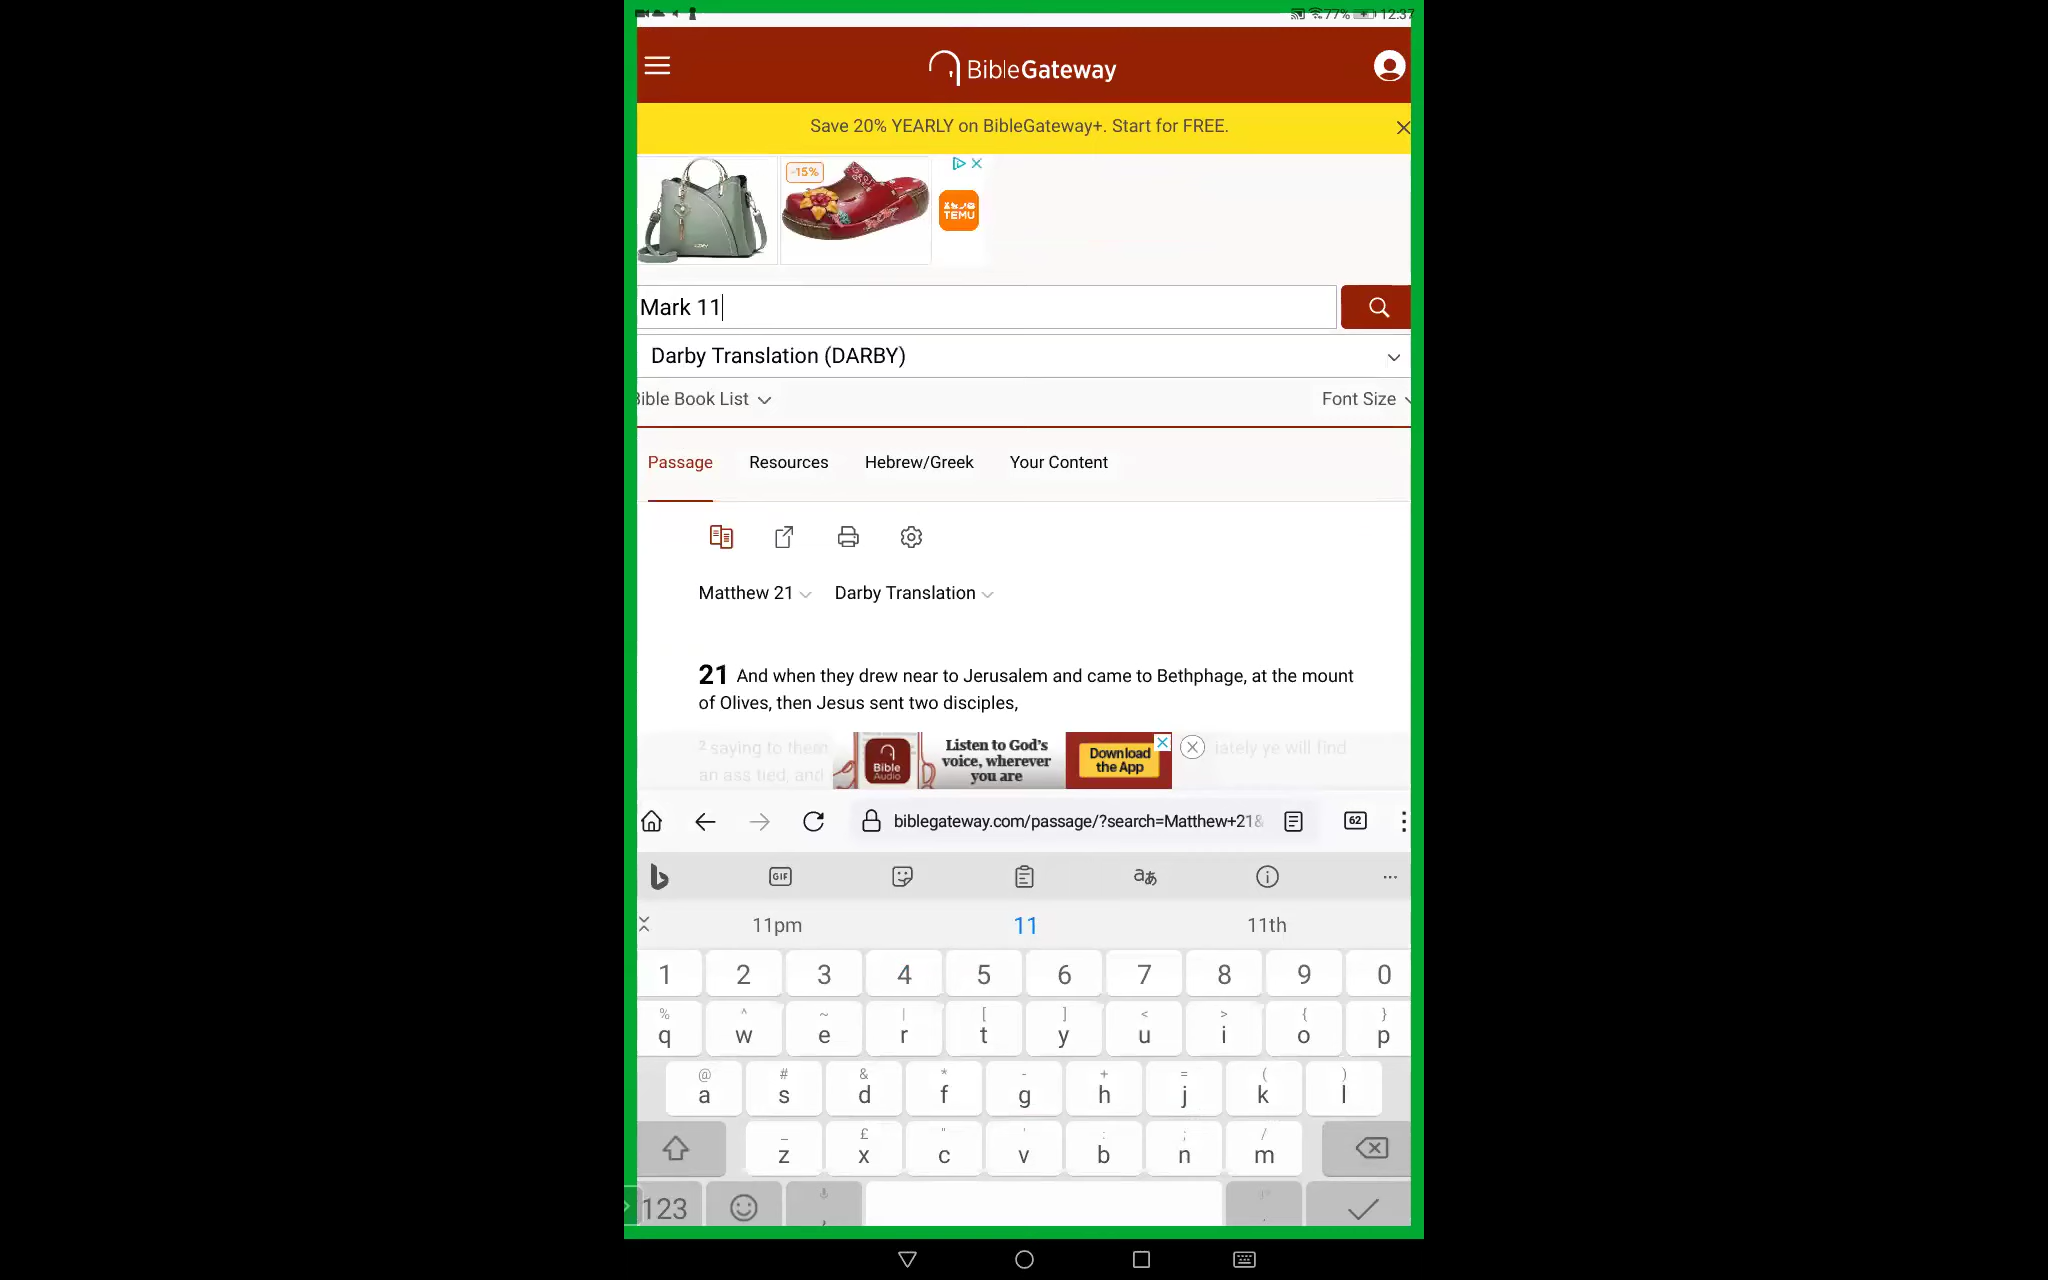 77% 12:37
BibleGateway
Save 20% YEARLY on BibleGateway+. Start for FREE.
-15%
TEMU
Mark 11
Darby Translation (DARBY)
Bible Book List
Font Size
Passage Resources Hebrew/Greek Your Content
Matthew 21 Darby Translation
21 And when they drew near to Jerusalem and came to Bethphage, at the mount
of Olives, then Jesus sent two disciples,
2 saying to them
iately ye will find
an ass tied, and
Bible
Audio
Listen to God's
voice, wherever
you are
Download
the App
biblegateway.com/passage/?search=Matthew+21&
62
GIF
aあ
11pm 11 11th
1 2 3 4 5 6 7 8 9 0
% ^ ~ | [ ] < > { }
q w e r t y u i o p
@ # & * - + = ( )
a s d f g h j k l
_ £ " ' : ; /
z x c v b n m
123 , .